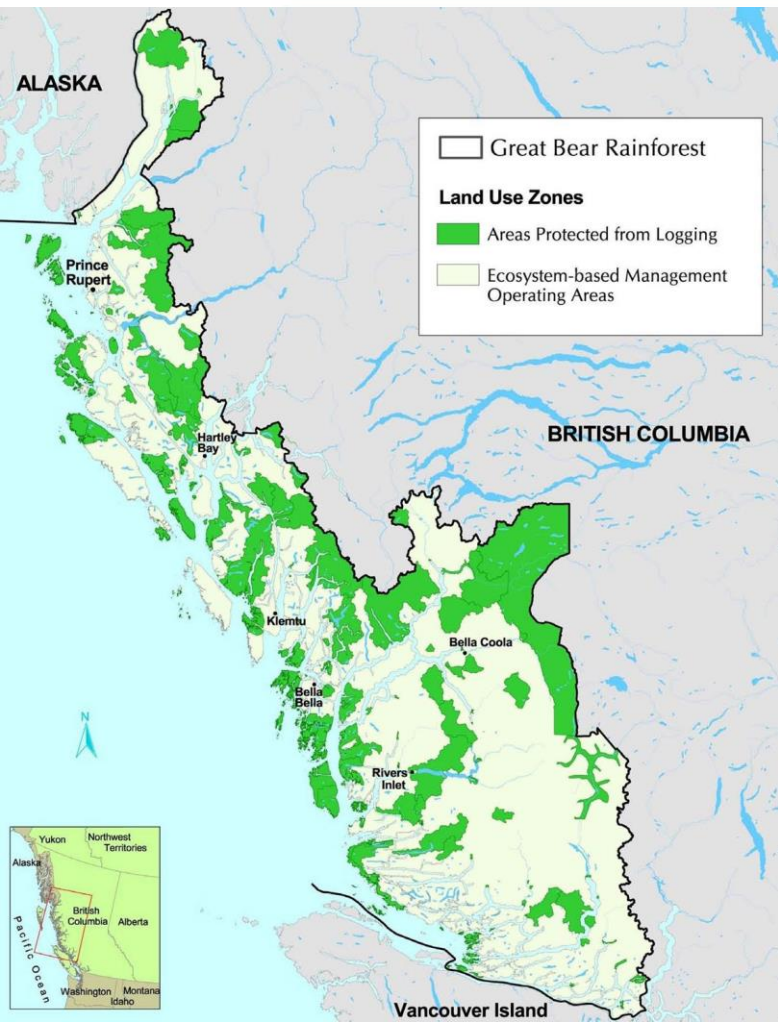 ALASKA
Great Bear Rainforest
Land Use Zones
Areas Protected from Logging
Ecosystem-based Management
Operating Areas
Prince
Rupert
Hartley
Bay
BRITISH COLUMBIA
Klemtu
Bella Coola
Bella
Bella
N
Rivers
Inlet
Yukon
Northwest
Territories
Alaska
British
Columbia
Alberta
Pacific Ocean
Washington
Montana
Idaho
Vancouver Island